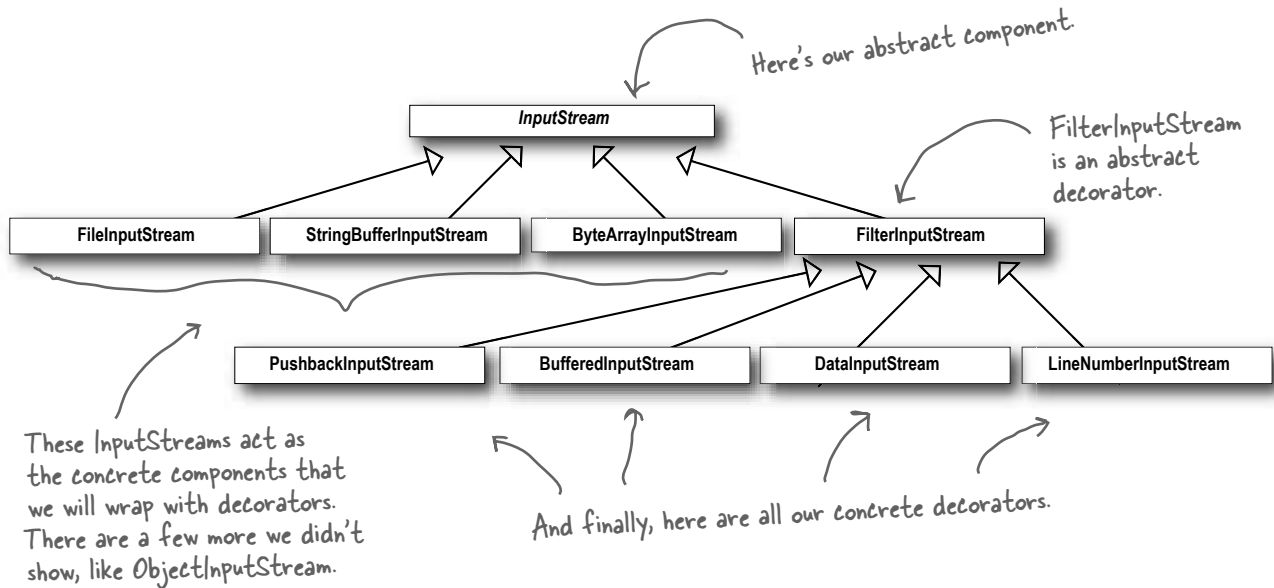 Here's our abstract component.
InputStream
FilterInputStream
is an abstract
decorator.
FileInputStream
StringBufferInputStream
ByteArrayInputStream
FilterInputStream
PushbackInputStream
BufferedInputStream
DataInputStream
LineNumberInputStream
These InputStreams act as
the concrete components that
we will wrap with decorators.
There are a few more we didn't
show, like ObjectInputStream.
And finally, here are all our concrete decorators.